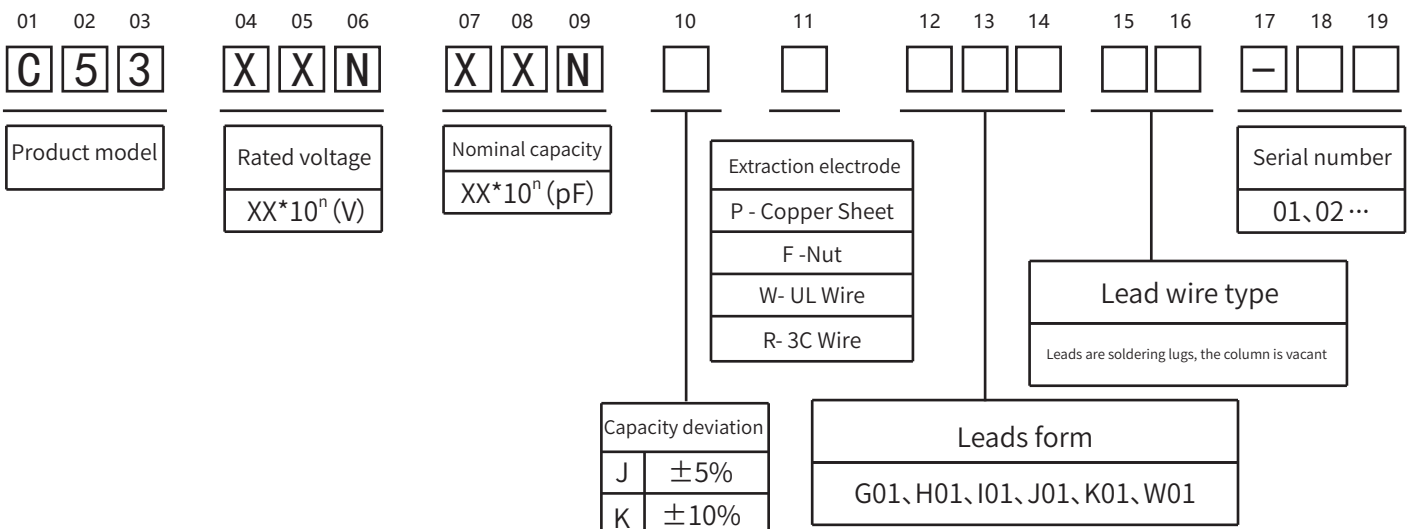 01 02 03 04 05 06 07 08 09 10 11 12 13 14 15 16 17 18 19
C 5 3 X X N X X N –
Product model
Rated voltage
XX*10ⁿ (V)
Nominal capacity
XX*10ⁿ (pF)
Extraction electrode
P - Copper Sheet
F -Nut
W- UL Wire
R- 3C Wire
Serial number
01、02…
Lead wire type
Leads are soldering lugs, the column is vacant
Capacity deviation
J ±5%
K ±10%
Leads form
G01、H01、I01、J01、K01、W01